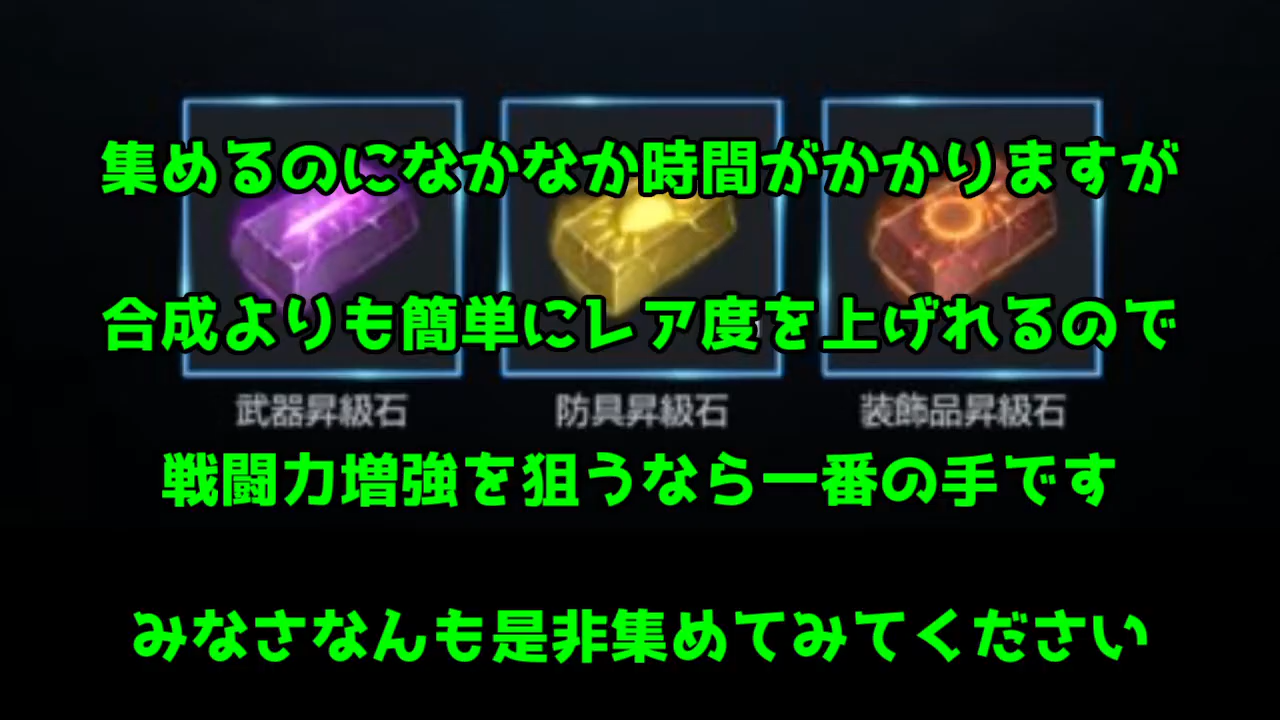 集めるのになかなか時間がかかりますが
合成よりも簡単にレア度を上げれるので
武器昇級石
防具昇級石
装飾品昇級石
戦闘力増強を狙うなら一番の手です
みなさなんも是非集めてみてください